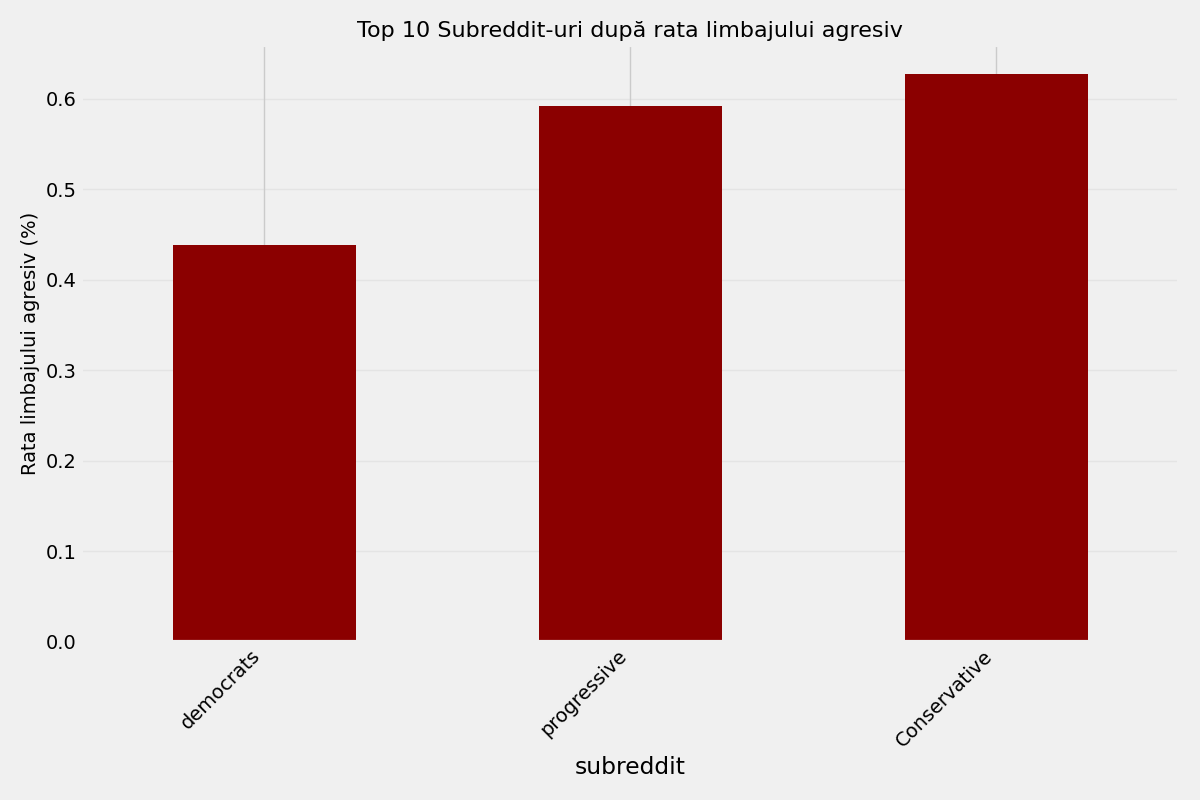 Top 10 Subreddit-uri după rata limbajului agresiv
Rata limbajului agresiv (%)
0.6
0.5
0.4
0.3
0.2
0.1
0.0
democrats
progressive
Conservative
subreddit